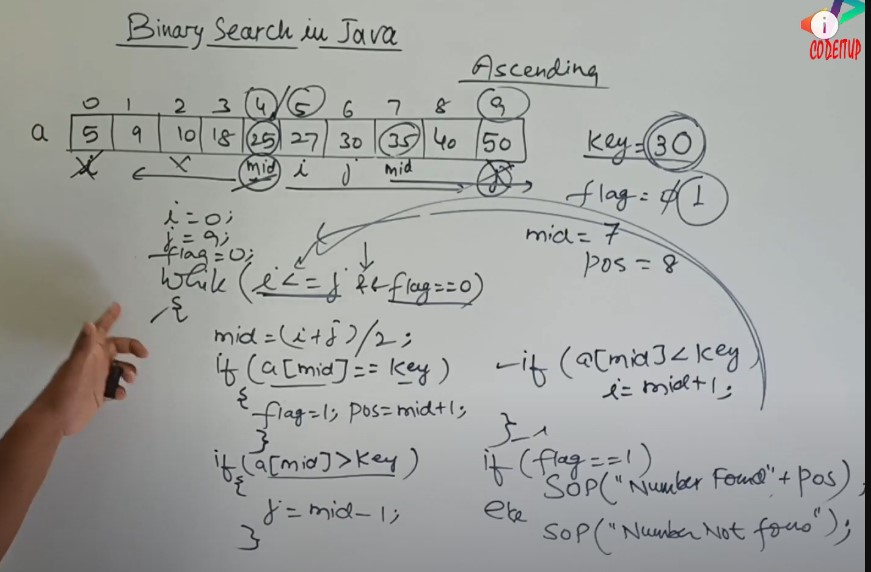 Binary Search in Java
i
CODEITUP
Ascending
0 1 2 3 4 / 5 6 7 8 9
a 5 9 10 18 25 27 30 35 40 50
i x mid i j mid j
Key = 30
flag = 0 1
mid = 7
pos = 8
i = 0;
j = 9;
flag = 0;
while (i <= j && flag == 0)
{
mid = (i + j) / 2;
if (a[mid] == key)
{
flag = 1; pos = mid + 1;
}
if (a[mid] > key)
{
j = mid - 1;
}
if (a[mid] < key
i = mid + 1;
}
if (flag == 1)
SOP("Number Found" + pos);
else
SOP("Number Not foud");